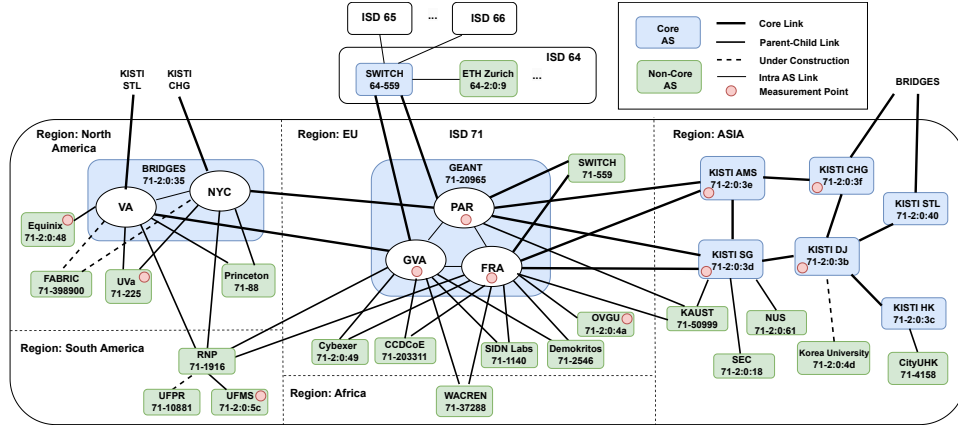 ISD 65
...
ISD 66
ISD 64
SWITCH
64-559
ETH Zurich
64-2:0:9
...
Core
AS
Non-Core
AS
Core Link
Parent-Child Link
Under Construction
Intra AS Link
Measurement Point
KISTI
STL
KISTI
CHG
BRIDGES
Region: North
America
Region: EU
ISD 71
Region: ASIA
BRIDGES
71-2:0:35
VA
NYC
Equinix
71-2:0:48
FABRIC
71-398900
UVa
71-225
Princeton
71-88
GEANT
71-20965
PAR
GVA
FRA
SWITCH
71-559
KISTI AMS
71-2:0:3e
KISTI CHG
71-2:0:3f
KISTI STL
71-2:0:40
KISTI SG
71-2:0:3d
KISTI DJ
71-2:0:3b
KISTI HK
71-2:0:3c
Region: South America
RNP
71-1916
UFPR
71-10881
UFMS
71-2:0:5c
Cybexer
71-2:0:49
CCDCoE
71-203311
SIDN Labs
71-1140
Demokritos
71-2546
OVGU
71-2:0:4a
KAUST
71-50999
NUS
71-2:0:61
SEC
71-2:0:18
Korea University
71-2:0:4d
CityUHK
71-4158
Region: Africa
WACREN
71-37288